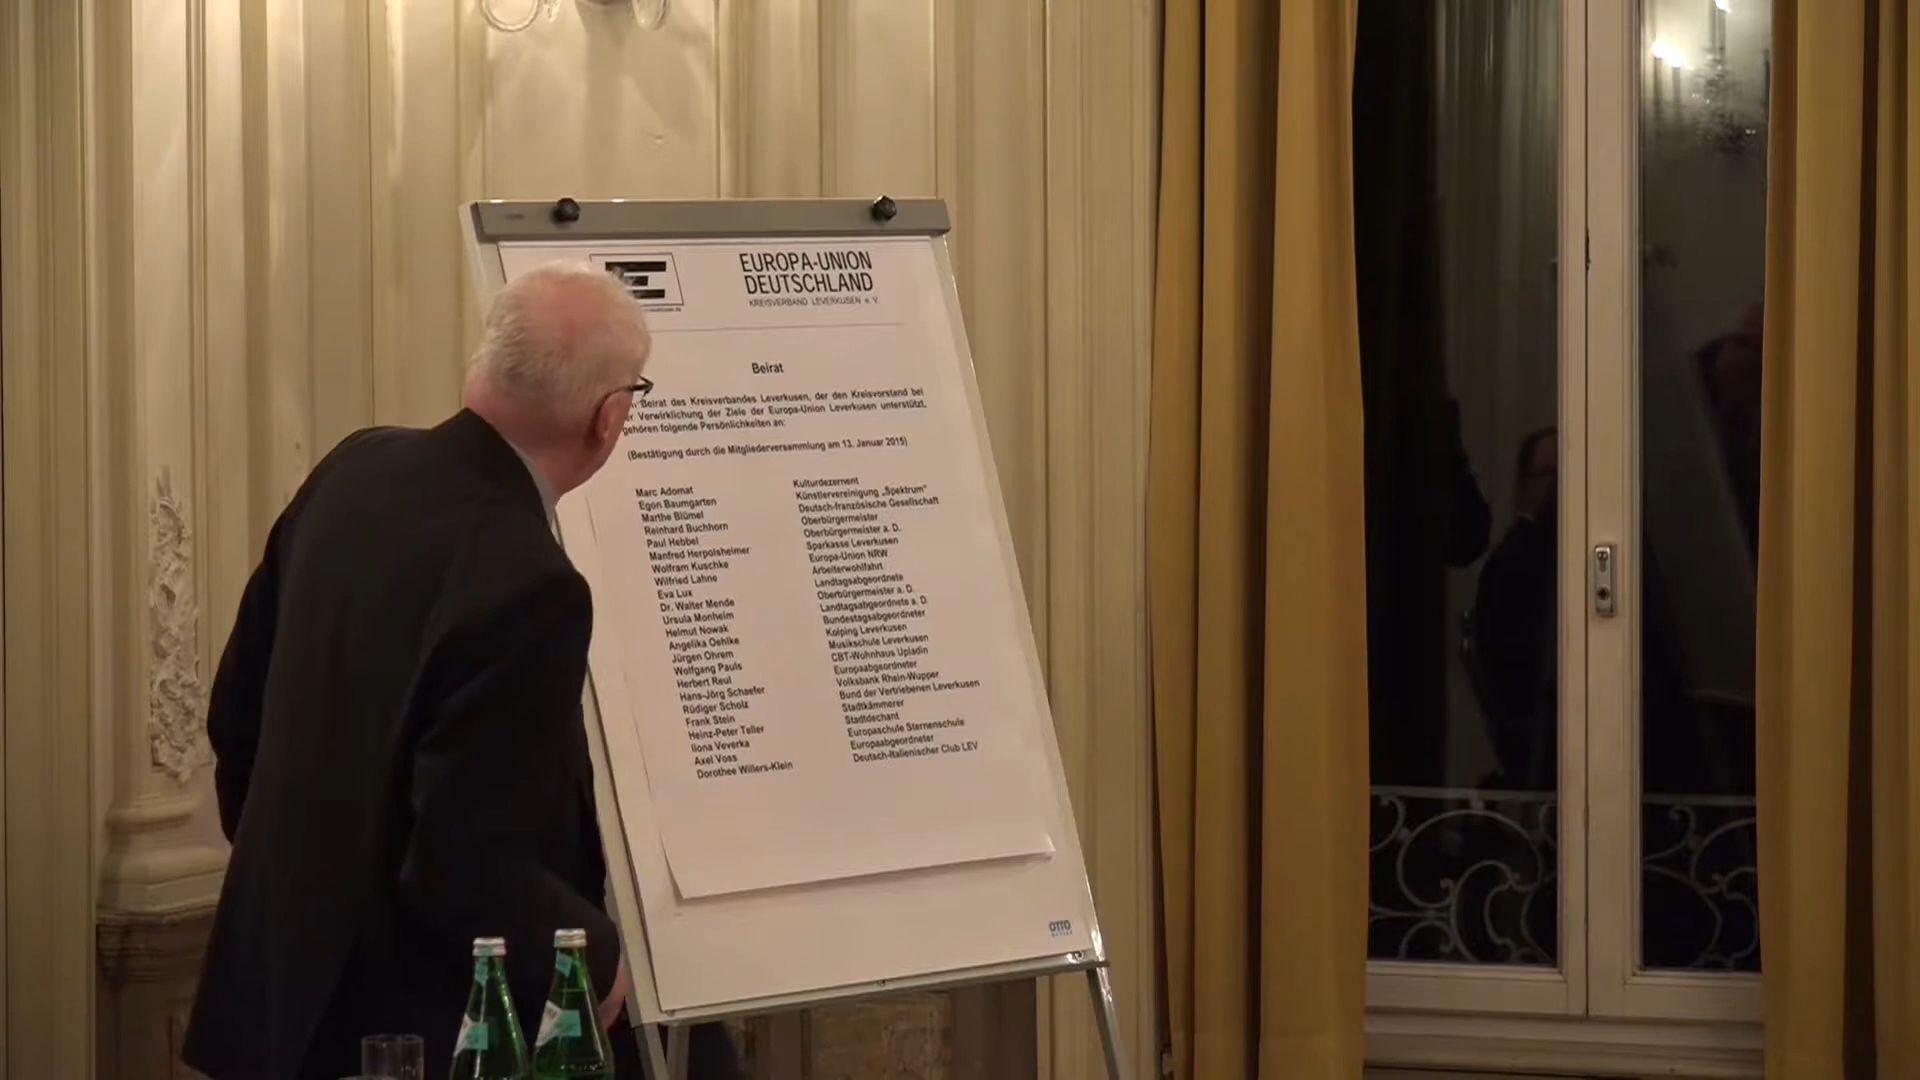 EUROPA-UNION
DEUTSCHLAND
KREISVERBAND LEVERKUSEN e. V.
Beirat
Beirat des Kreisverbandes Leverkusen, der den Kreisvorstand bei
Verwirklichung der Ziele der Europa-Union Leverkusen unterstützt,
gehören folgende Persönlichkeiten an:
(Bestätigung durch die Mitgliederversammlung am 13. Januar 2015)
Marc Adomat Kulturdezernent
Egon Baumgarten Künstlervereinigung „Spektrum"
Marthe Blümel Deutsch-französische Gesellschaft
Reinhard Buchhorn Oberbürgermeister
Paul Hebbel Oberbürgermeister a. D.
Manfred Herpolsheimer Sparkasse Leverkusen
Wolfram Kuschke Europa-Union NRW
Wilfried Lahne Arbeiterwohlfahrt
Eva Lux Landtagsabgeordnete
Dr. Walter Mende Oberbürgermeister a. D.
Ursula Monheim Landtagsabgeordnete a. D.
Helmut Nowak Bundestagsabgeordneter
Angelika Oehlke Kolping Leverkusen
Jürgen Ohrem Musikschule Leverkusen
Wolfgang Pauls CBT-Wohnhaus Upladin
Herbert Reul Europaabgeordneter
Hans-Jörg Schaefer Volksbank Rhein-Wupper
Rüdiger Scholz Bund der Vertriebenen Leverkusen
Frank Stein Stadtkämmerer
Heinz-Peter Teller Stadtdechant
Ilona Veverka Europaschule Sternenschule
Axel Voss Europaabgeordneter
Dorothee Willers-Klein Deutsch-Italienischer Club LEV
OTTO
OFFICE